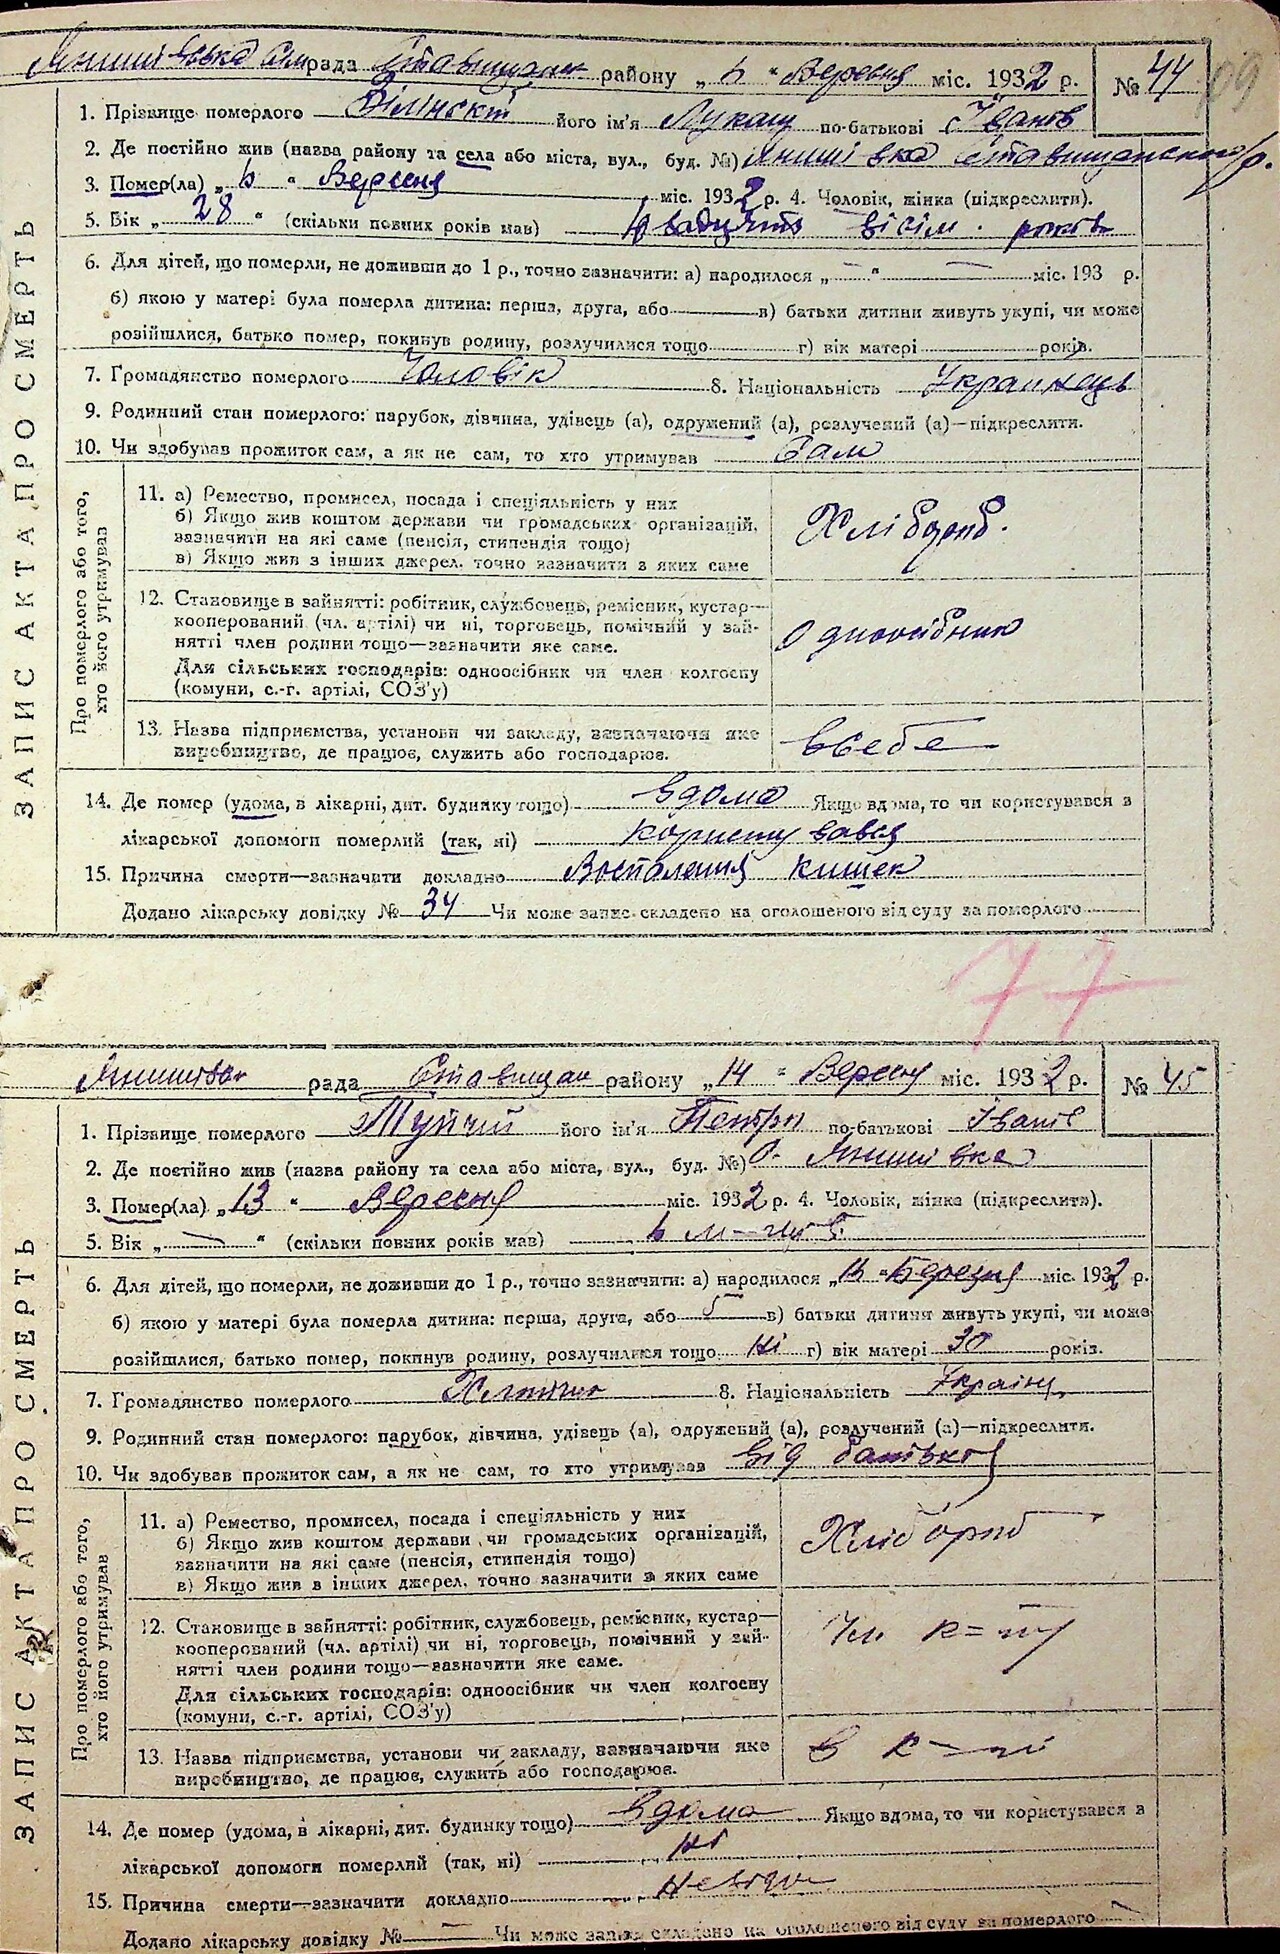 рада району „ “ Вересня міс. 1932 р. № 44
109
ЗАПИС АКТА ПРО СМЕРТЬ
1. Прізвище померлого Білінский його ім'я Лукаш по-батькові Іванов
2. Де постійно жив (назва району та села або міста, вул., буд. №) Янишівка Ставищанского р.
3. Помер(ла) „ “ Вересня міс. 1932 р. 4. Чоловік, жінка (підкреслити).
5. Вік „ 28 “ (скільки повних років мав) вісім років
6. Для дітей, що померли, не доживши до 1 р., точно зазначити: а) народилося „ — “ — міс. 193 р.
б) якою у матері була померла дитина: перша, друга, або в) батьки дитини живуть укупі, чи може
розійшлися, батько помер, покинув родину, розлучилися тощо г) вік матері років.
7. Громадянство померлого Чоловік 8. Національність Українець
9. Родинний стан померлого: парубок, дівчина, удівець (а), одружений (а), розлучений (а)—підкреслити.
10. Чи здобував прожиток сам, а як не сам, то хто утримував Сам
Про померлого або того,
хто його утримував
11. а) Ремество, промисел, посада і спеціяльність у них
б) Якщо жив коштом держави чи громадських організацій,
зазначити на які саме (пенсія, стипендія тощо)
в) Якщо жив з інших джерел, точно зазначити з яких саме
Хлібороб.
12. Становище в зайнятті: робітник, службовець, ремісник, кустар—
кооперований (чл. артілі) чи ні, торговець, помічний у зай-
нятті член родини тощо—зазначити яке саме.
Для сільських господарів: одноосібник чи член колгоспу
(комуни, с.-г. артілі, СОЗ'у)
Одноосібник
13. Назва підприємства, установи чи закладу, зазначаючи яке
виробництво, де працює, служить або господарює.
в себе
14. Де помер (удома, в лікарні, дит. будинку тощо) вдома Якщо вдома, то чи користувався з
лікарської допомоги померлий (так, ні) користувався
15. Причина смерти—зазначити докладно Воспаления кишек
Додано лікарську довідку № 34 Чи може запис складено на оголошеного від суду за померлого
77
рада Ставищан району „ 14 “ Вересня міс. 1932 р. № 45
ЗАПИС АКТА ПРО СМЕРТЬ
1. Прізвище померлого його ім'я Петро по-батькові Іванів
2. Де постійно жив (назва району та села або міста, вул., буд. №) с. Янишівка
3. Помер(ла) „ 13 “ Вересня міс. 1932 р. 4. Чоловік, жінка (підкреслити).
5. Вік „ — “ (скільки повних років мав)
6. Для дітей, що померли, не доживши до 1 р., точно зазначити: а) народилося „ “ Березня міс. 1932 р.
б) якою у матері була померла дитина: перша, друга, або 5 в) батьки дитини живуть укупі, чи може
розійшлися, батько помер, покинув родину, розлучилися тощо ні г) вік матері 30 років.
7. Громадянство померлого 8. Національність Україн.
9. Родинний стан померлого: парубок, дівчина, удівець (а), одружений (а), розлучений (а)—підкреслити.
10. Чи здобував прожиток сам, а як не сам, то хто утримував Від батьків
Про померлого або того,
хто його утримував
11. а) Ремество, промисел, посада і спеціяльність у них
б) Якщо жив коштом держави чи громадських організацій,
зазначити на які саме (пенсія, стипендія тощо)
в) Якщо жив з інших джерел, точно зазначити з яких саме
Хлібороб
12. Становище в зайнятті: робітник, службовець, ремісник, кустар—
кооперований (чл. артілі) чи ні, торговець, помічний у зай-
нятті член родини тощо—зазначити яке саме.
Для сільських господарів: одноосібник чи член колгоспу
(комуни, с.-г. артілі, СОЗ'у)
Чл.
13. Назва підприємства, установи чи закладу, зазначаючи яке
виробництво, де працює, служить або господарює.
14. Де помер (удома, в лікарні, дит. будинку тощо) вдома Якщо вдома, то чи користувався з
лікарської допомоги померлий (так, ні) ні
15. Причина смерти—зазначити докладно
Додано лікарську довідку № — Чи може запис складено на оголошеного від суду за померлого